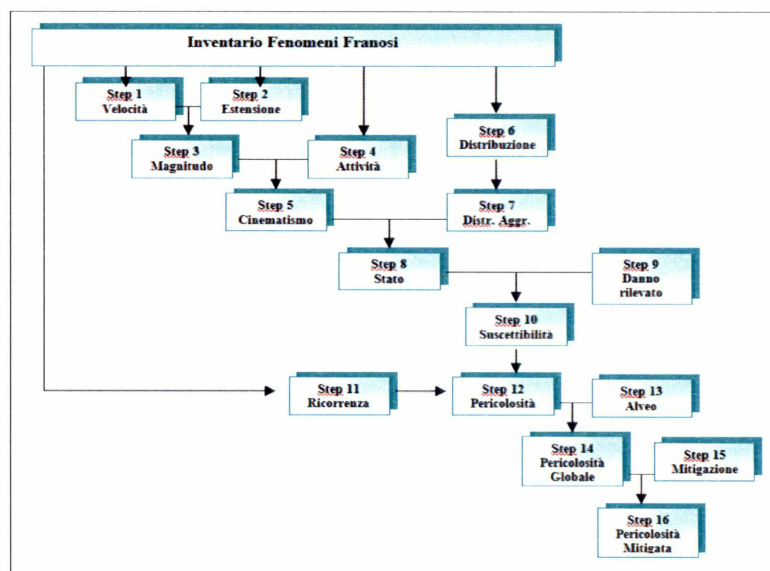 Inventario Fenomeni Franosi
Step 1
Velocità
Step 2
Estensione
Step 3
Magnitudo
Step 4
Attività
Step 6
Distribuzione
Step 5
Cinematismo
Step 7
Distr. Aggr.
Step 8
Stato
Step 9
Danno
rilevato
Step 10
Suscettibilità
Step 11
Ricorrenza
Step 12
Pericolosità
Step 13
Alveo
Step 14
Pericolosità
Globale
Step 15
Mitigazione
Step 16
Pericolosità
Mitigata